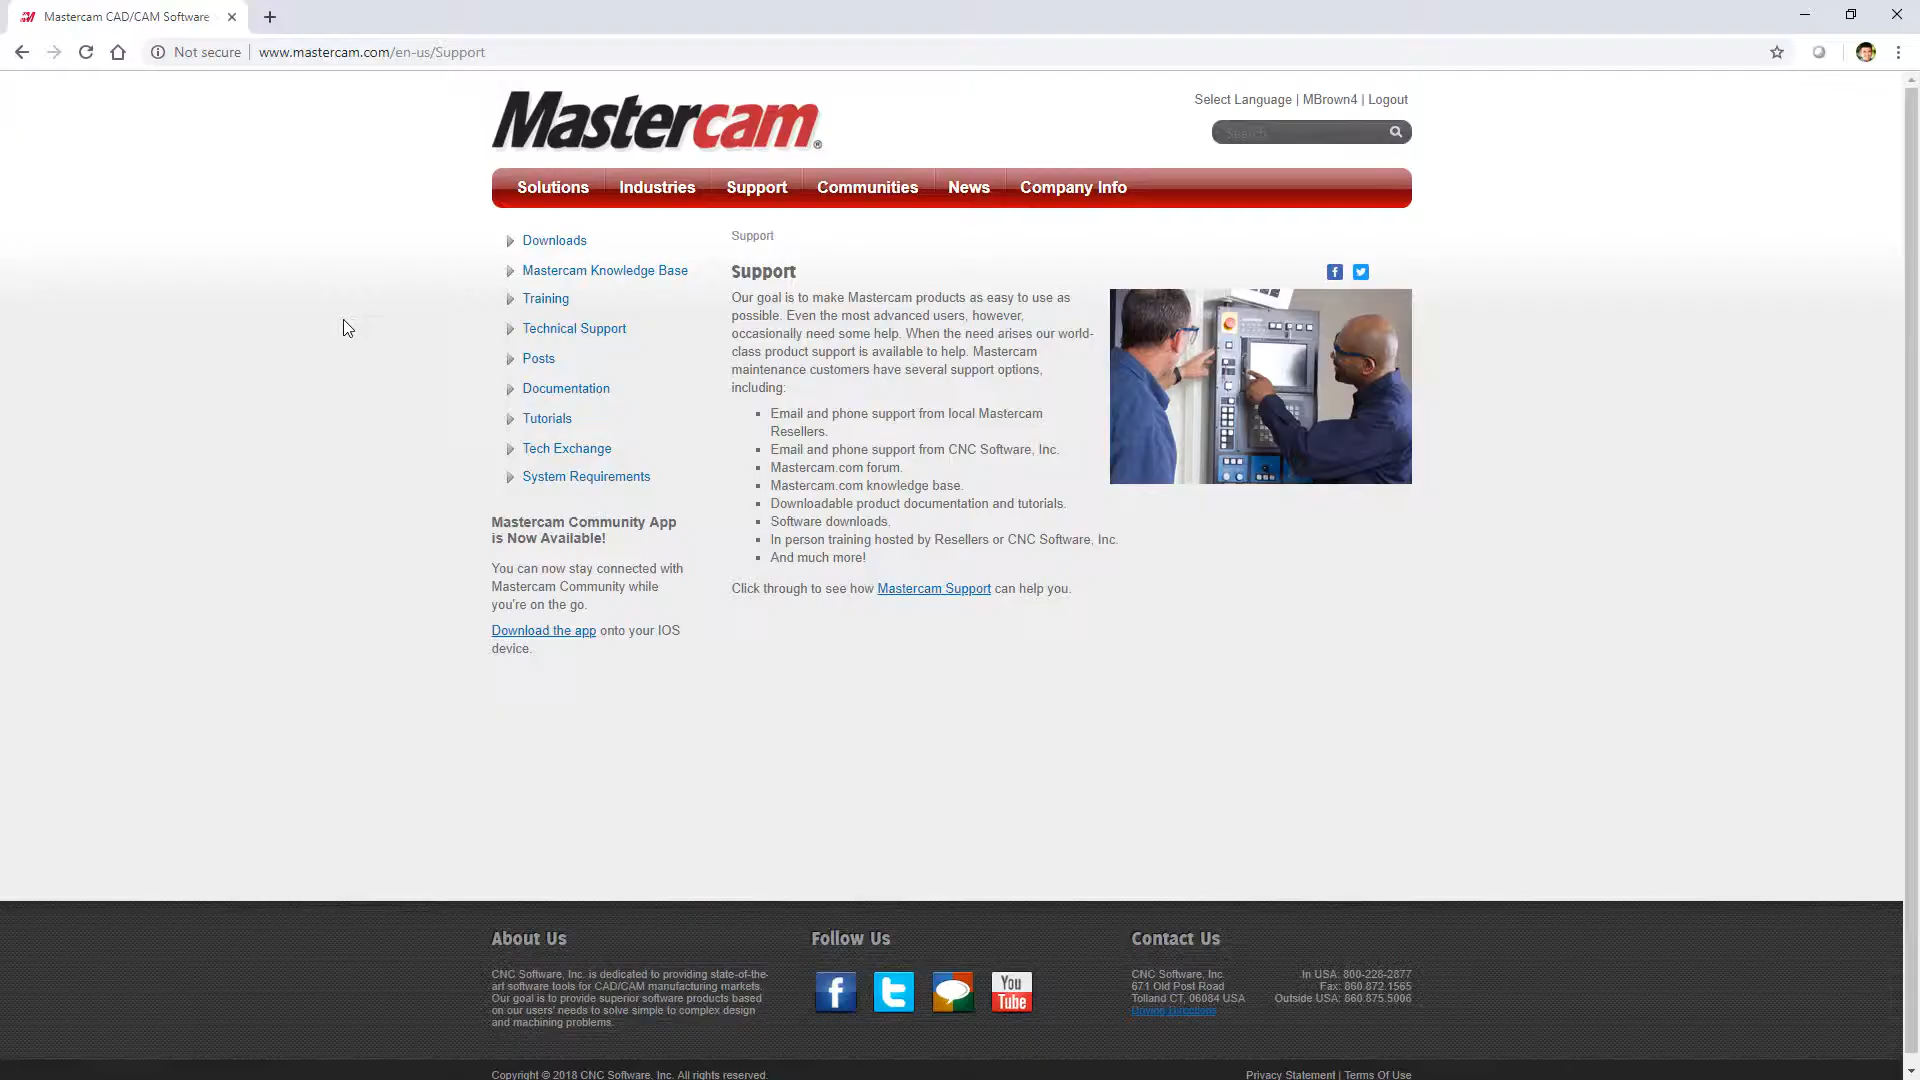 Mastercam CAD/CAM Software
Not secure
www.mastercam.com/en-us/Support
Mastercam®
Select Language | MBrown4 | Logout
Search
Solutions Industries Support Communities News Company Info
Downloads
Mastercam Knowledge Base
Training
Technical Support
Posts
Documentation
Tutorials
Tech Exchange
System Requirements
Mastercam Community App
is Now Available!
You can now stay connected with
Mastercam Community while
you're on the go.
Download the app onto your IOS
device.
Support
Support
Our goal is to make Mastercam products as easy to use as
possible. Even the most advanced users, however,
occasionally need some help. When the need arises our world-
class product support is available to help. Mastercam
maintenance customers have several support options,
including:
Email and phone support from local Mastercam
Resellers.
Email and phone support from CNC Software, Inc.
Mastercam.com forum.
Mastercam.com knowledge base.
Downloadable product documentation and tutorials.
Software downloads.
In person training hosted by Resellers or CNC Software, Inc.
And much more!
Click through to see how Mastercam Support can help you.
About Us
CNC Software, Inc. is dedicated to providing state-of-the-
art software tools for CAD/CAM manufacturing markets.
Our goal is to provide superior software products based
on our users' needs to solve simple to complex design
and machining problems.
Follow Us
You
Tube
Contact Us
CNC Software, Inc.
671 Old Post Road
Tolland CT, 06084 USA
Driving Directions
In USA: 800-228-2877
Fax: 860.872.1565
Outside USA: 860.875.5006
Copyright © 2018 CNC Software, Inc. All rights reserved.
Privacy Statement | Terms Of Use